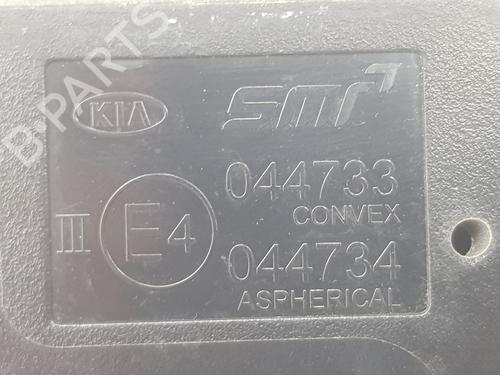 KIA SMR
044733
CONVEX
III E4
044734
ASPHERICAL
B-PARTS